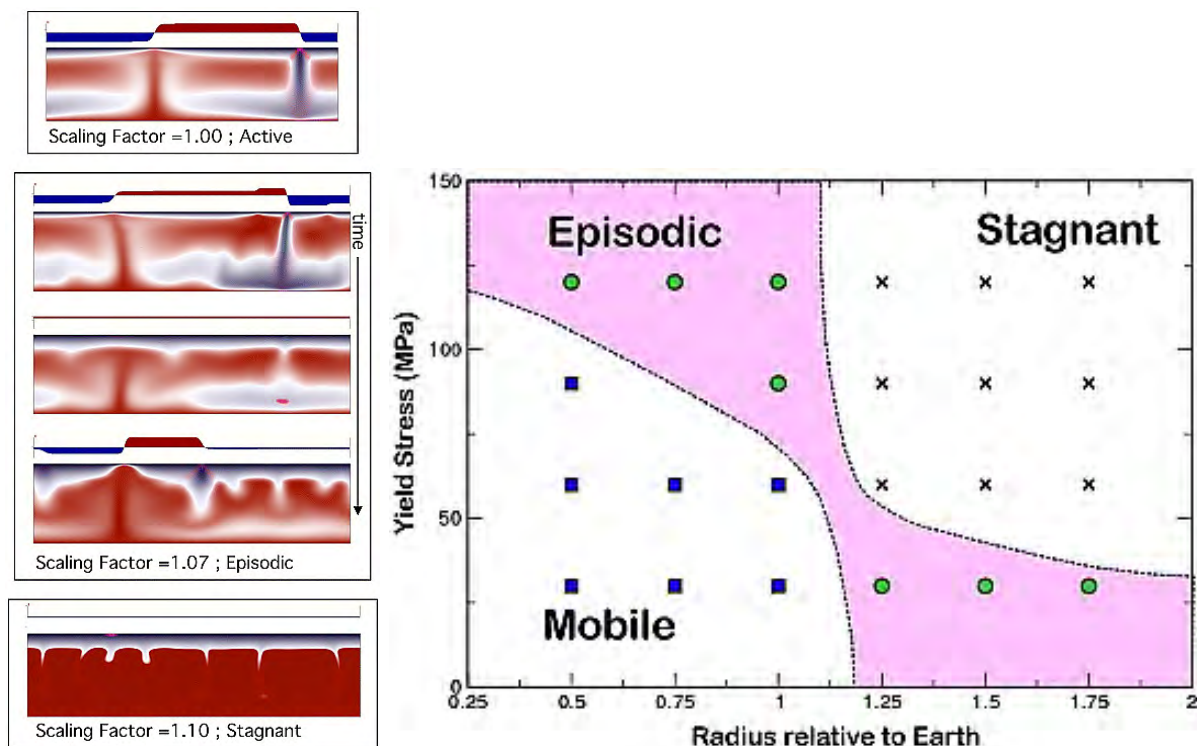 Scaling Factor =1.00 ; Active
time
Scaling Factor =1.07 ; Episodic
Scaling Factor =1.10 ; Stagnant
150
100
50
0
Yield Stress (MPa)
Episodic
Stagnant
Mobile
0.25 0.5 0.75 1 1.25 1.5 1.75 2
Radius relative to Earth